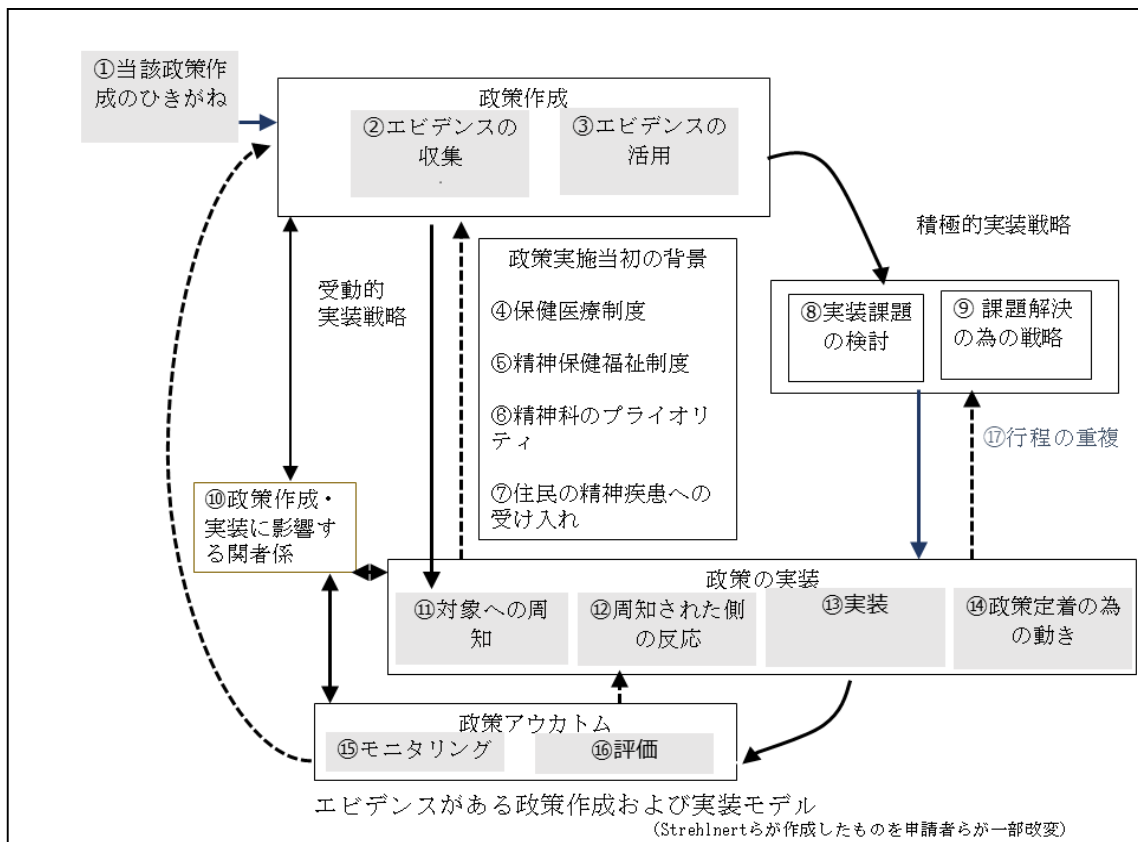 ①当該政策作
成のひきがね
政策作成
②エビデンスの
収集
③エビデンスの
活用
積極的実装戦略
受動的
実装戦略
政策実施当初の背景
④保健医療制度
⑤精神保健福祉制度
⑥精神科のプライオリ
ティ
⑦住民の精神疾患への
受け入れ
⑧実装課題
の検討
⑨ 課題解決
の為の戦略
⑰行程の重複
⑩政策作成・
実装に影響す
る関者係
政策の実装
⑪対象への周
知
⑫周知された側
の反応
⑬実装
⑭政策定着の為
の動き
政策アウカトム
⑮モニタリング
⑯評価
エビデンスがある政策作成および実装モデル
(Strehlnertらが作成したものを申請者らが一部改変)